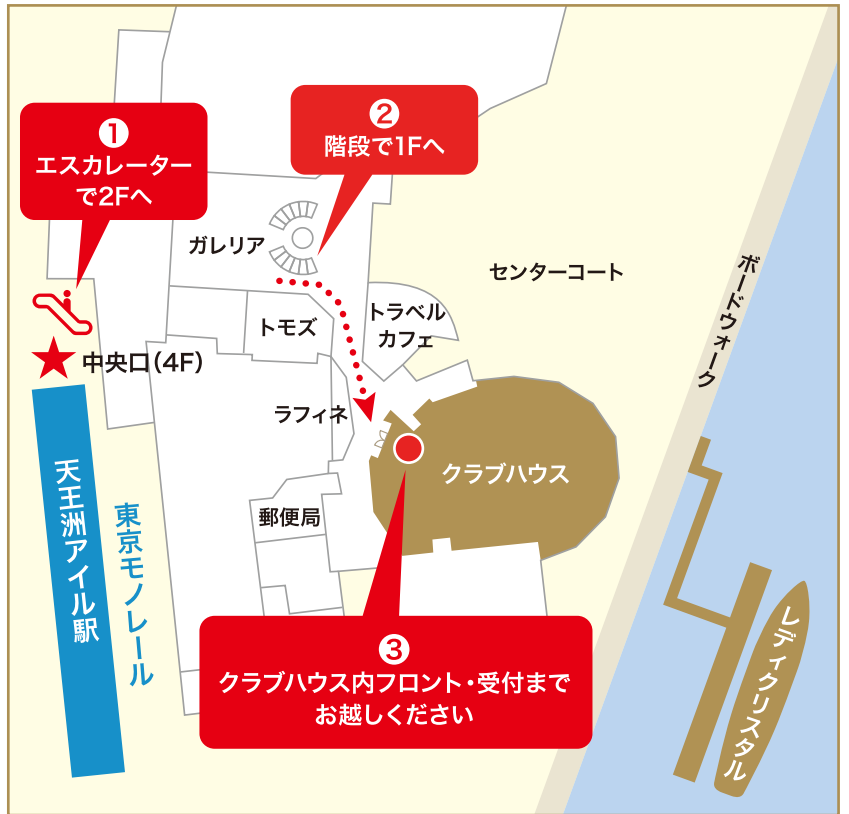 ❶
エスカレーター
で2Fへ
❷
階段で1Fへ
ガレリア
センターコート
ボードウォーク
トラベル
カフェ
トモズ
中央口(4F)
ラフィネ
クラブハウス
郵便局
天王洲アイル駅
東京モノレール
❸
クラブハウス内フロント・受付まで
お越しください
レディクリスタル